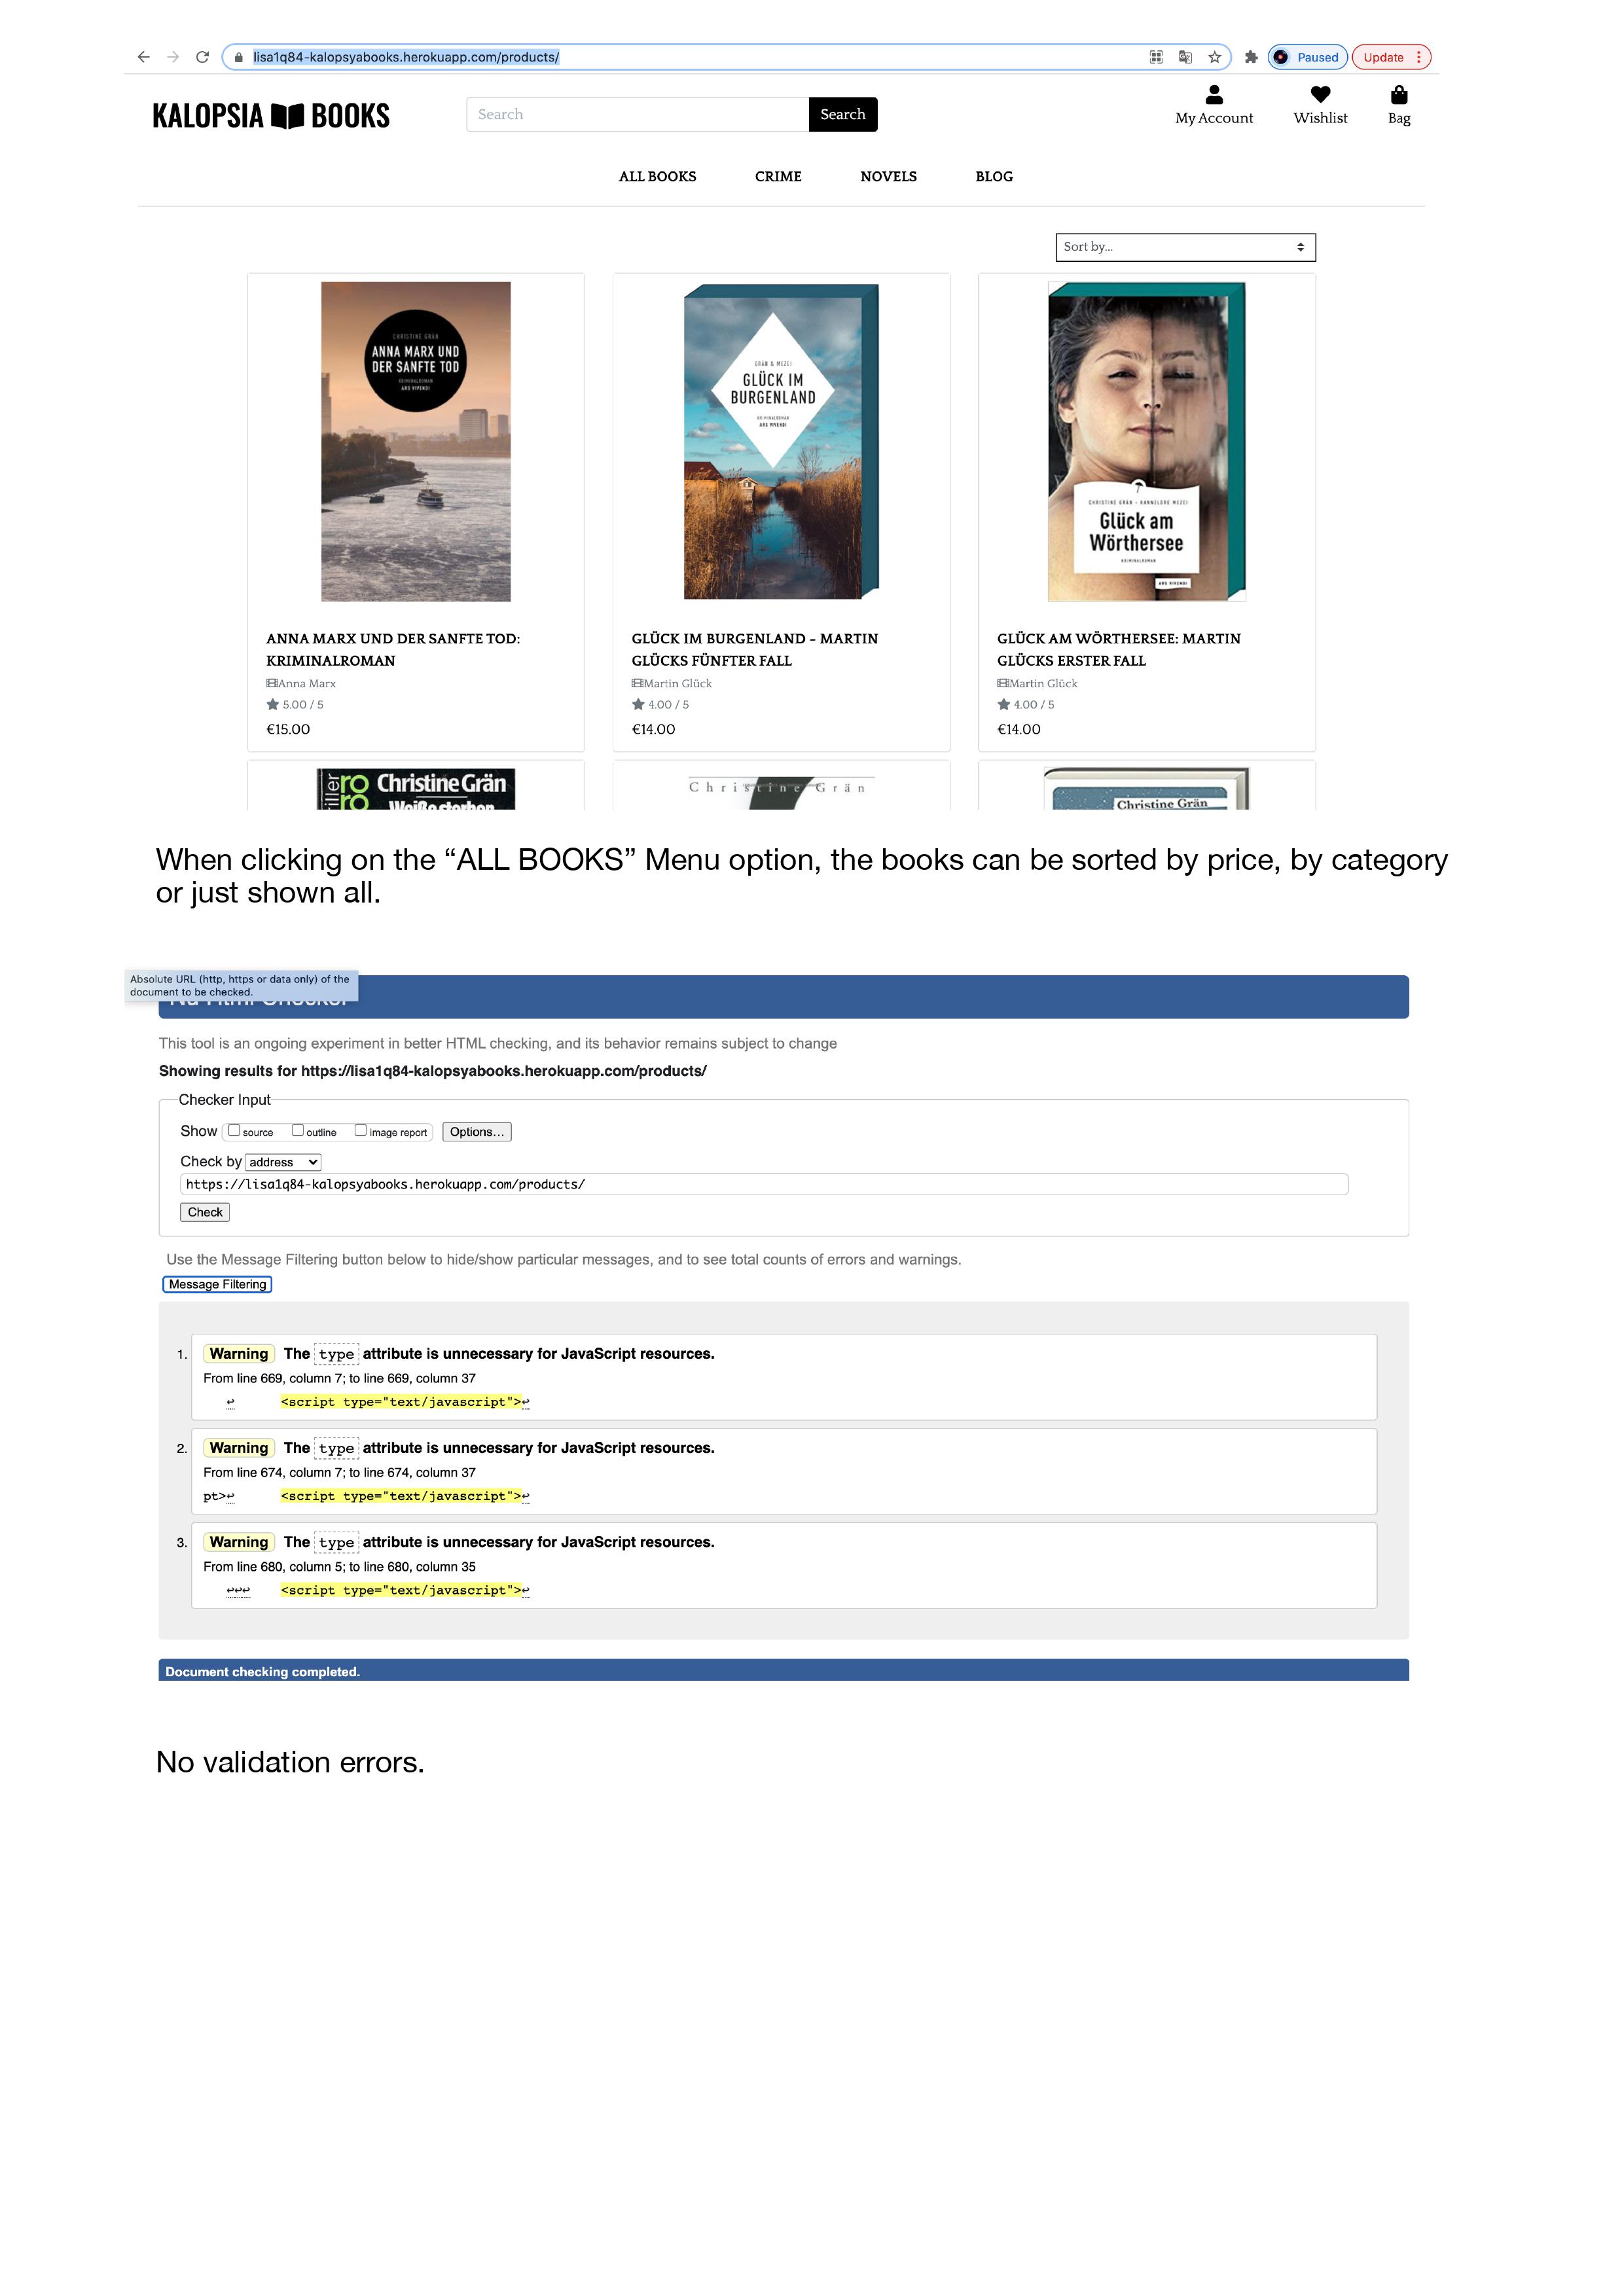 lisa1q84-kalopsyabooks.herokuapp.com/products/
Paused
Update
KALOPSIA BOOKS
Search
Search
My Account
Wishlist
Bag
ALL BOOKS
CRIME
NOVELS
BLOG
Sort by...
CHRISTINE GRÄN
ANNA MARX UND
DER SANFTE TOD
KRIMINALROMAN
ARS VIVENDI
GRÄN & MEZEI
GLÜCK IM
BURGENLAND
KRIMINALROMAN
ARS VIVENDI
CHRISTINE GRÄN · HANNELORE MEZEI
Glück am
Wörthersee
KRIMINALROMAN
ARS VIVENDI
ANNA MARX UND DER SANFTE TOD:
KRIMINALROMAN
Anna Marx
5.00 / 5
€15.00
GLÜCK IM BURGENLAND - MARTIN
GLÜCKS FÜNFTER FALL
Martin Glück
4.00 / 5
€14.00
GLÜCK AM WÖRTHERSEE: MARTIN
GLÜCKS ERSTER FALL
Martin Glück
4.00 / 5
€14.00
Christine Grän
Christine Grän
Christine Grän
When clicking on the “ALL BOOKS” Menu option, the books can be sorted by price, by category
or just shown all.
Absolute URL (http, https or data only) of the
document to be checked.
Nu Html Checker
This tool is an ongoing experiment in better HTML checking, and its behavior remains subject to change
Showing results for https://lisa1q84-kalopsyabooks.herokuapp.com/products/
Checker Input
Show source outline image report Options...
Check by address
https://lisa1q84-kalopsyabooks.herokuapp.com/products/
Check
Use the Message Filtering button below to hide/show particular messages, and to see total counts of errors and warnings.
Message Filtering
1. Warning The type attribute is unnecessary for JavaScript resources.
From line 669, column 7; to line 669, column 37
↩ <script type="text/javascript">↩
2. Warning The type attribute is unnecessary for JavaScript resources.
From line 674, column 7; to line 674, column 37
pt>↩ <script type="text/javascript">↩
3. Warning The type attribute is unnecessary for JavaScript resources.
From line 680, column 5; to line 680, column 35
↩↩↩ <script type="text/javascript">↩
Document checking completed.
No validation errors.